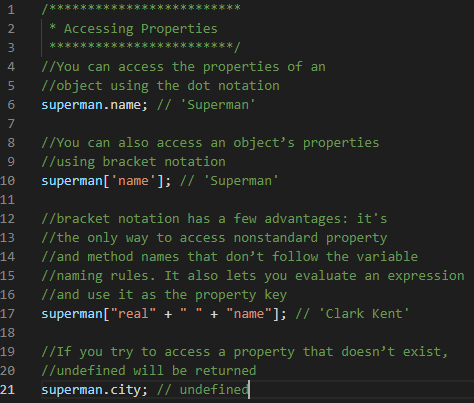 1 /*************************
2 * Accessing Properties
3 ************************/
4 //You can access the properties of an
5 //object using the dot notation
6 superman.name; // 'Superman'
7
8 //You can also access an object’s properties
9 //using bracket notation
10 superman['name']; // 'Superman'
11
12 //bracket notation has a few advantages: it's
13 //the only way to access nonstandard property
14 //and method names that don’t follow the variable
15 //naming rules. It also lets you evaluate an expression
16 //and use it as the property key
17 superman["real" + " " + "name"]; // 'Clark Kent'
18
19 //If you try to access a property that doesn’t exist,
20 //undefined will be returned
21 superman.city; // undefined